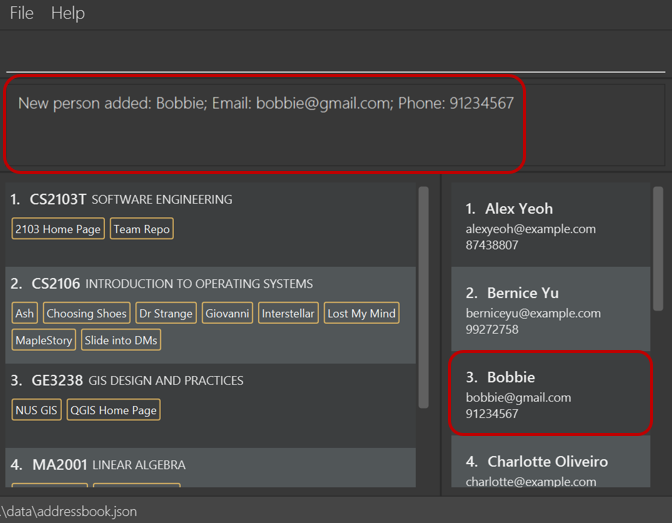 File Help
New person added: Bobbie; Email: bobbie@gmail.com; Phone: 91234567
1. CS2103T SOFTWARE ENGINEERING
2103 Home Page Team Repo
2. CS2106 INTRODUCTION TO OPERATING SYSTEMS
Ash Choosing Shoes Dr Strange Giovanni Interstellar Lost My Mind
MapleStory Slide into DMs
3. GE3238 GIS DESIGN AND PRACTICES
NUS GIS QGIS Home Page
4. MA2001 LINEAR ALGEBRA
1. Alex Yeoh
alexyeoh@example.com
87438807
2. Bernice Yu
berniceyu@example.com
99272758
3. Bobbie
bobbie@gmail.com
91234567
4. Charlotte Oliveiro
charlotte@example.com
\data\addressbook.json